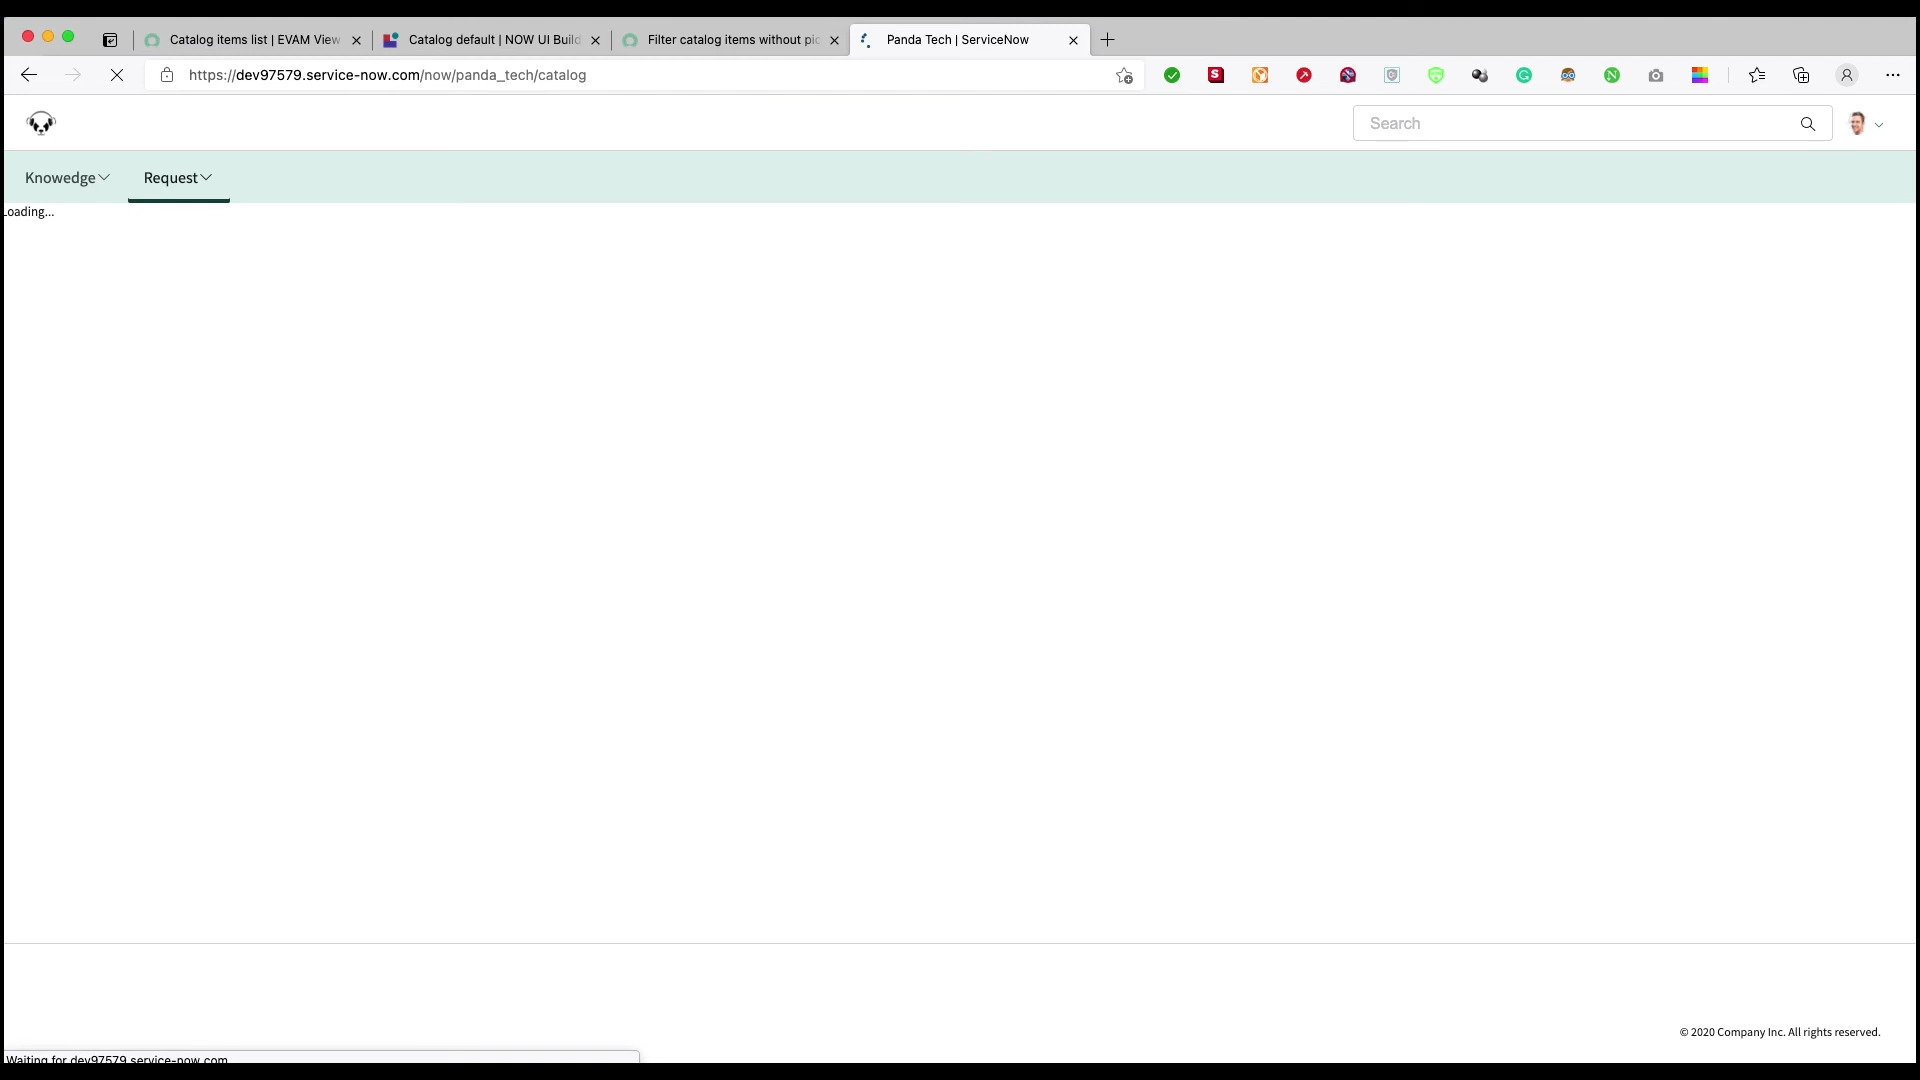 Catalog items list | EVAM View
Catalog default | NOW UI Build
Filter catalog items without pic
Panda Tech | ServiceNow
https://dev97579.service-now.com/now/panda_tech/catalog
Search
Knowedge
Request
Loading...
© 2020 Company Inc. All rights reserved.
Waiting for dev97579.service-now.com